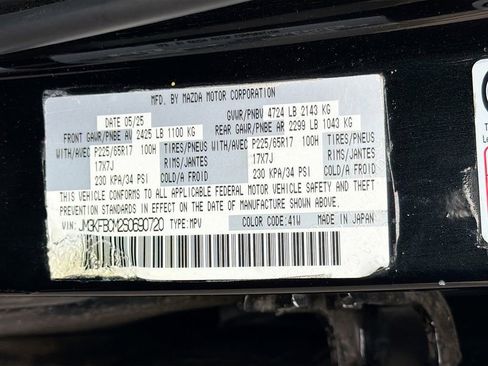 MFD. BY MAZDA MOTOR CORPORATION
DATE 05/25 GVWR/PNBV 4724 LB 2143 KG
FRONT GAWR/PNBE AV 2425 LB 1100 KG REAR GAWR/PNBE AR 2299 LB 1043 KG
WITH/AVEC P225/65R17 100H TIRES/PNEUS WITH/AVEC P225/65R17 100H TIRES/PNEUS
17X7J RIMS/JANTES 17X7J RIMS/JANTES
230 KPA/34 PSI COLD/A FROID 230 KPA/34 PSI COLD/A FROID
THIS VEHICLE CONFORMS TO ALL APPLICABLE FEDERAL MOTOR VEHICLE SAFETY AND THEFT
PREVENTION STANDARDS IN EFFECT ON THE DATE OF MANUFACTURE SHOWN ABOVE.
VIN: JM3KFBCM2S0690720 TYPE: MPV COLOR CODE: 41W MADE IN JAPAN